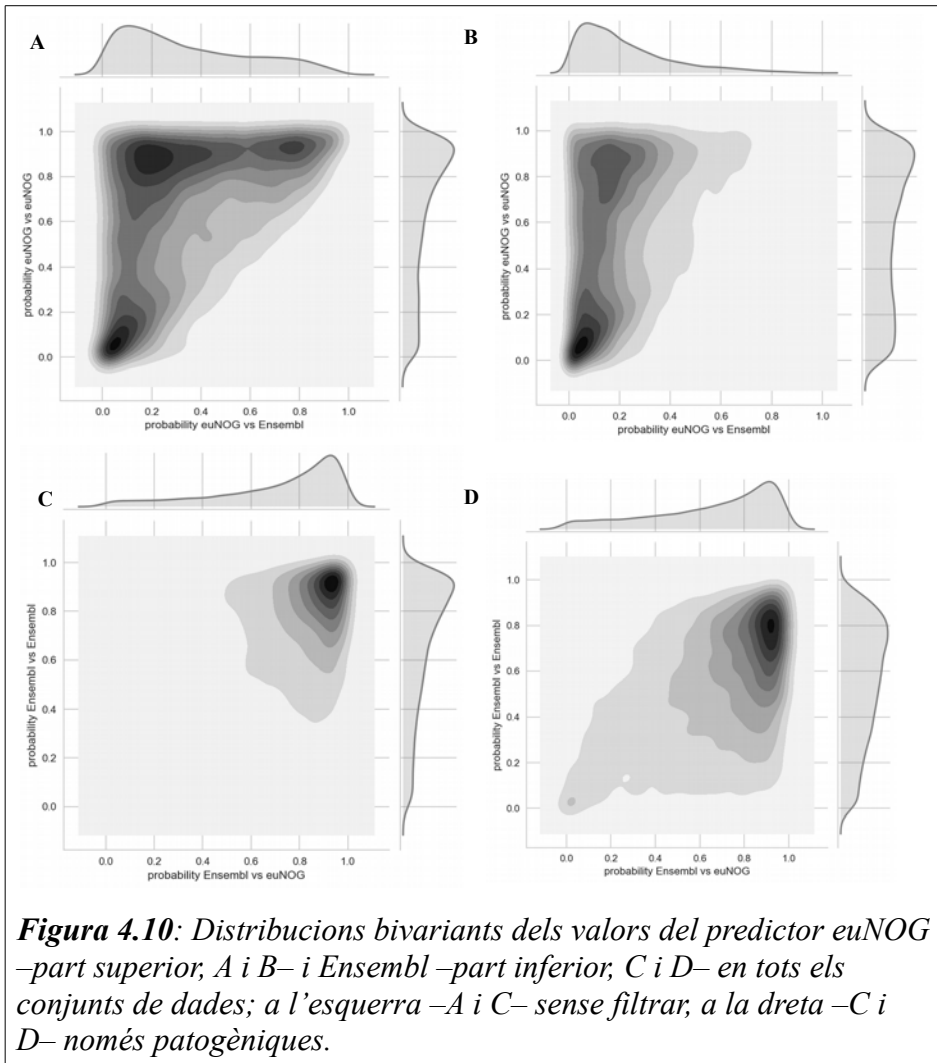 A
B
probability euNOG vs euNOG
1.0
0.8
0.6
0.4
0.2
0.0
0.0 0.2 0.4 0.6 0.8 1.0
probability euNOG vs Ensembl
probability euNOG vs euNOG
1.0
0.8
0.6
0.4
0.2
0.0
0.0 0.2 0.4 0.6 0.8 1.0
probability euNOG vs Ensembl
C
D
probability Ensembl vs Ensembl
1.0
0.8
0.6
0.4
0.2
0.0
0.0 0.2 0.4 0.6 0.8 1.0
probability Ensembl vs euNOG
probability Ensembl vs Ensembl
1.0
0.8
0.6
0.4
0.2
0.0
0.0 0.2 0.4 0.6 0.8 1.0
probability Ensembl vs euNOG
Figura 4.10: Distribucions bivariants dels valors del predictor euNOG
–part superior, A i B– i Ensembl –part inferior, C i D– en tots els
conjunts de dades; a l’esquerra –A i C– sense filtrar, a la dreta –C i
D– només patogèniques.